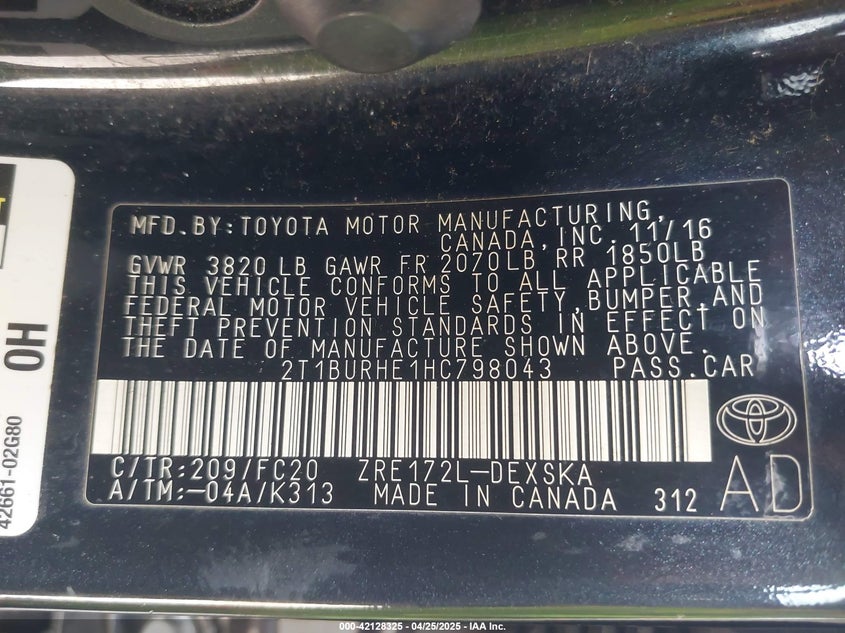 MFD. BY: TOYOTA MOTOR MANUFACTURING,
CANADA, INC. 11/16
GVWR 3820 LB GAWR FR 2070LB RR 1850LB
THIS VEHICLE CONFORMS TO ALL APPLICABLE
FEDERAL MOTOR VEHICLE SAFETY, BUMPER, AND
THEFT PREVENTION STANDARDS IN EFFECT ON
THE DATE OF MANUFACTURE SHOWN ABOVE.
2T1BURHE1HC798043 PASS. CAR
C/TR: 209/FC20 ZRE172L-DEXSKA
A/TM: -04A/K313 MADE IN CANADA 312
AD
OH
42661-02G80
000-42128325 - 04/25/2025 - IAA Inc.